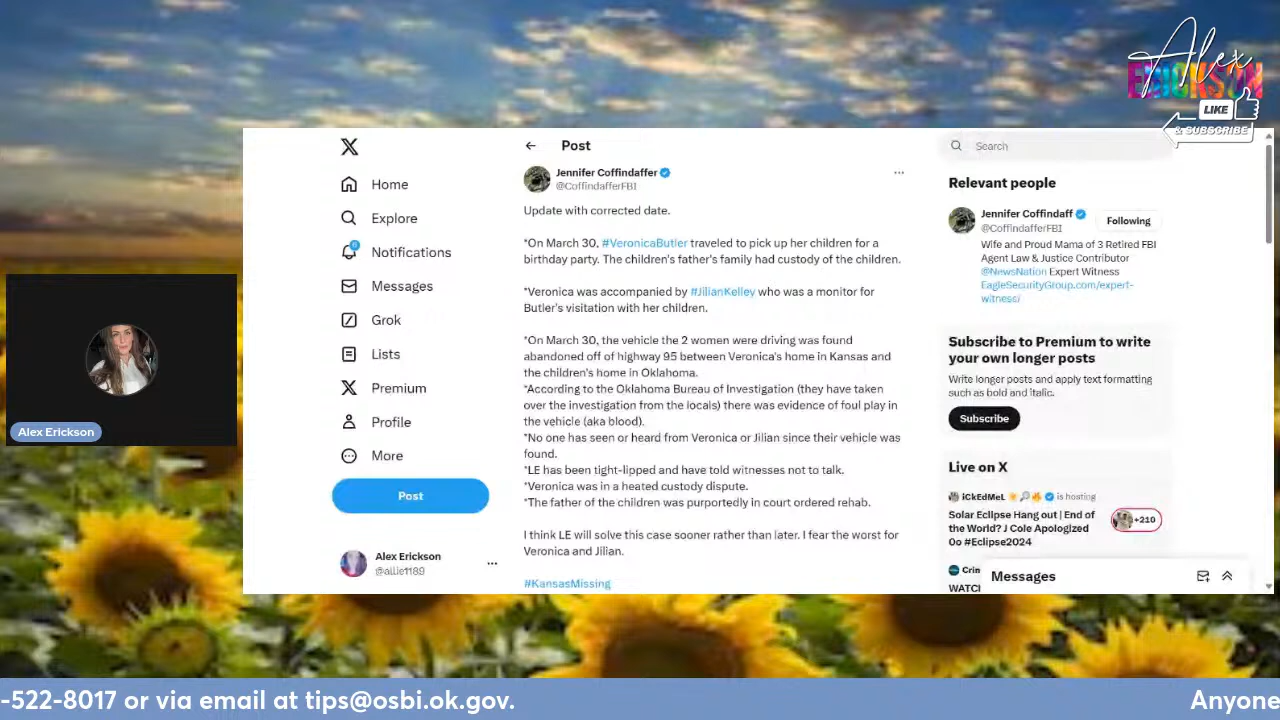 Alex
ERICKSON
LIKE
& SUBSCRIBE
Home
Explore
Notifications
Messages
Grok
Lists
Premium
Profile
More
Post
Alex Erickson
@allie1189
Alex Erickson
Post
Jennifer Coffindaffer
@CoffindafferFBI
Update with corrected date.
*On March 30, #VeronicaButler traveled to pick up her children for a
birthday party. The children's father's family had custody of the children.
*Veronica was accompanied by #JilianKelley who was a monitor for
Butler's visitation with her children.
*On March 30, the vehicle the 2 women were driving was found
abandoned off of highway 95 between Veronica's home in Kansas and
the children's home in Oklahoma.
*According to the Oklahoma Bureau of Investigation (they have taken
over the investigation from the locals) there was evidence of foul play in
the vehicle (aka blood).
*No one has seen or heard from Veronica or Jilian since their vehicle was
found.
*LE has been tight-lipped and have told witnesses not to talk.
*Veronica was in a heated custody dispute.
*The father of the children was purportedly in court ordered rehab.
I think LE will solve this case sooner rather than later. I fear the worst for
Veronica and Jilian.
#KansasMissing
Search
Relevant people
Jennifer Coffindaff
@CoffindafferFBI
Following
Wife and Proud Mama of 3 Retired FBI
Agent Law & Justice Contributor
@NewsNation Expert Witness
EagleSecurityGroup.com/expert-
witness/
Subscribe to Premium to write
your own longer posts
Write longer posts and apply text formatting
such as bold and italic.
Subscribe
Live on X
iCkEdMeL is hosting
Solar Eclipse Hang out | End of
the World? J Cole Apologized
Oo #Eclipse2024
+210
Crim
WATCI
Messages
-522-8017 or via email at tips@osbi.ok.gov.
Anyone